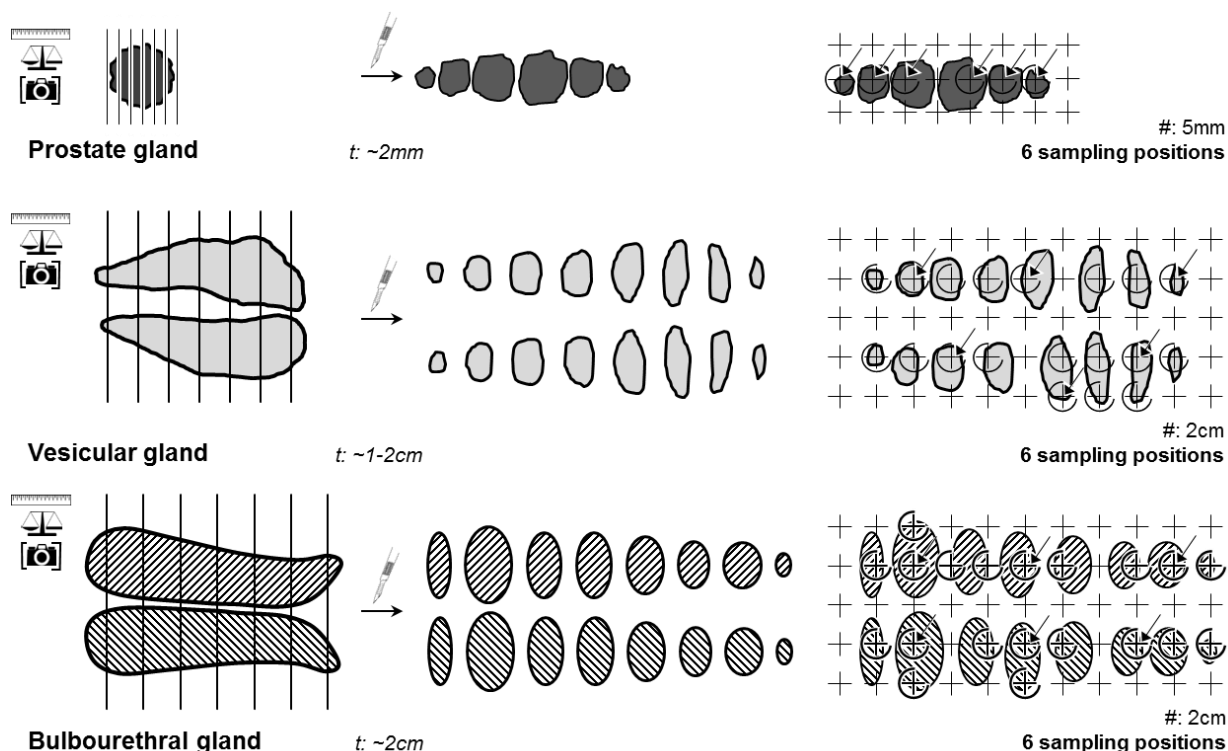 #: 5mm
Prostate gland t: ~2mm 6 sampling positions
#: 2cm
Vesicular gland t: ~1-2cm 6 sampling positions
#: 2cm
Bulbourethral gland t: ~2cm 6 sampling positions